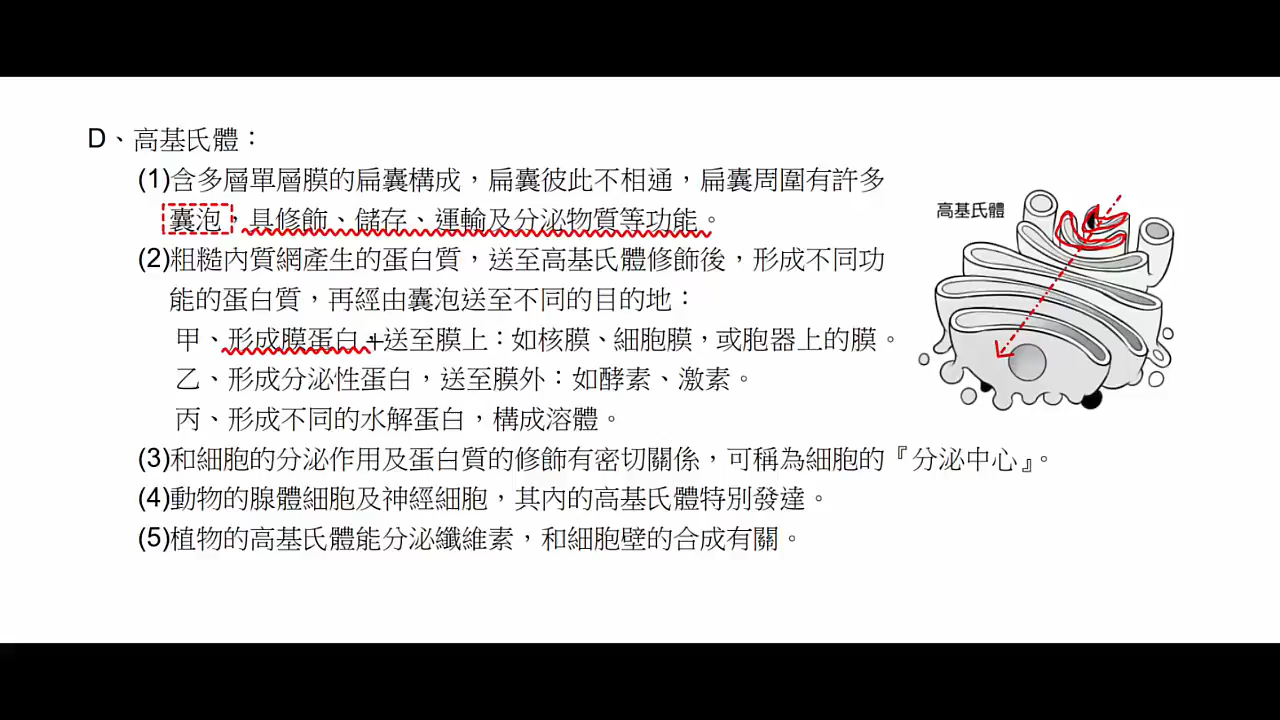 D、高基氏體：
(1)含多層單層膜的扁囊構成，扁囊彼此不相通，扁囊周圍有許多
囊泡，具修飾、儲存、運輸及分泌物質等功能。
高基氏體
(2)粗糙內質網產生的蛋白質，送至高基氏體修飾後，形成不同功
能的蛋白質，再經由囊泡送至不同的目的地：
甲、形成膜蛋白，送至膜上：如核膜、細胞膜，或胞器上的膜。
乙、形成分泌性蛋白，送至膜外：如酵素、激素。
丙、形成不同的水解蛋白，構成溶體。
(3)和細胞的分泌作用及蛋白質的修飾有密切關係，可稱為細胞的『分泌中心』。
(4)動物的腺體細胞及神經細胞，其內的高基氏體特別發達。
(5)植物的高基氏體能分泌纖維素，和細胞壁的合成有關。